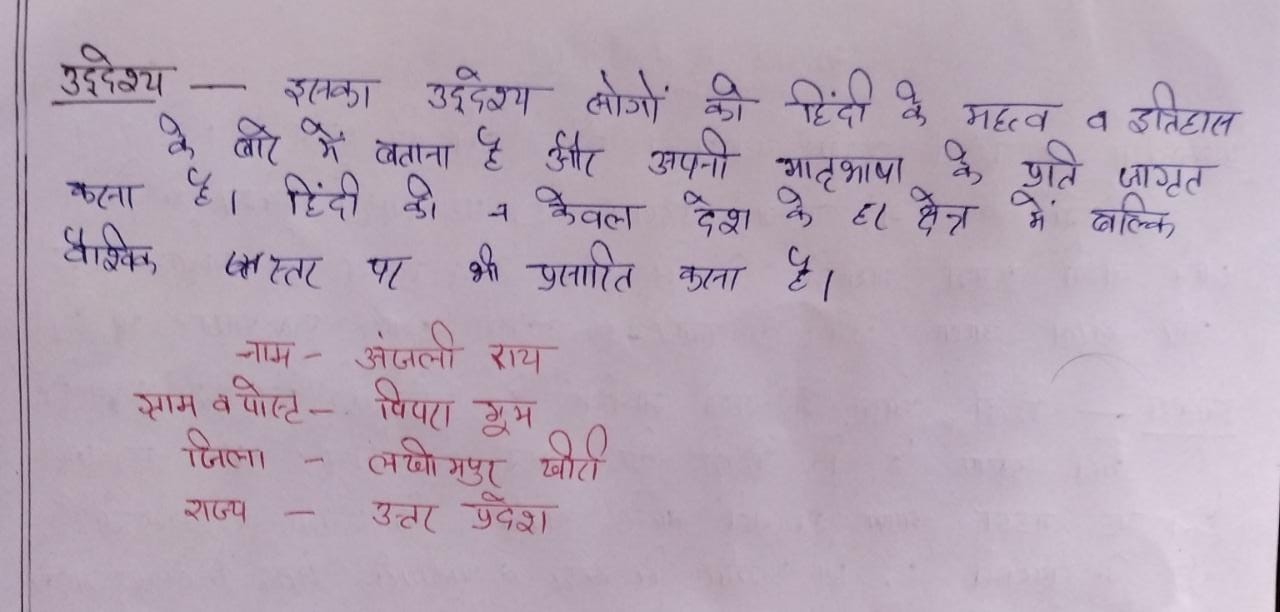 उद्देश्य — इसका उद्देश्य लोगों को हिंदी के महत्व व इतिहास
के बारे में बताना है और अपनी मातृभाषा के प्रति जागृत
करना है। हिंदी को न केवल देश के हर क्षेत्र में बल्कि
वैश्विक स्तर पर भी प्रसारित करना है।
नाम - अंजली राय
ग्राम व पोस्ट - पिपरा गूम
जिला - लखीमपुर खीरी
राज्य - उत्तर प्रदेश